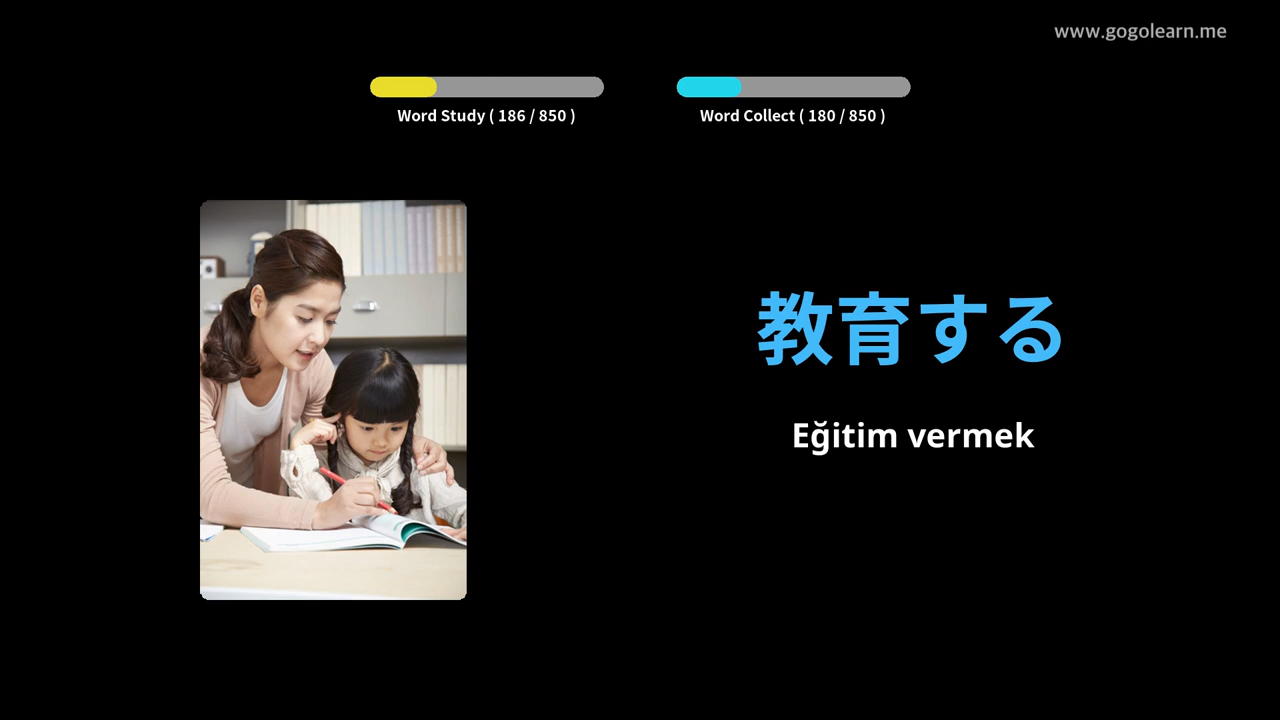 www.gogolearn.me
Word Study ( 186 / 850 )
Word Collect ( 180 / 850 )
教育する
Eğitim vermek